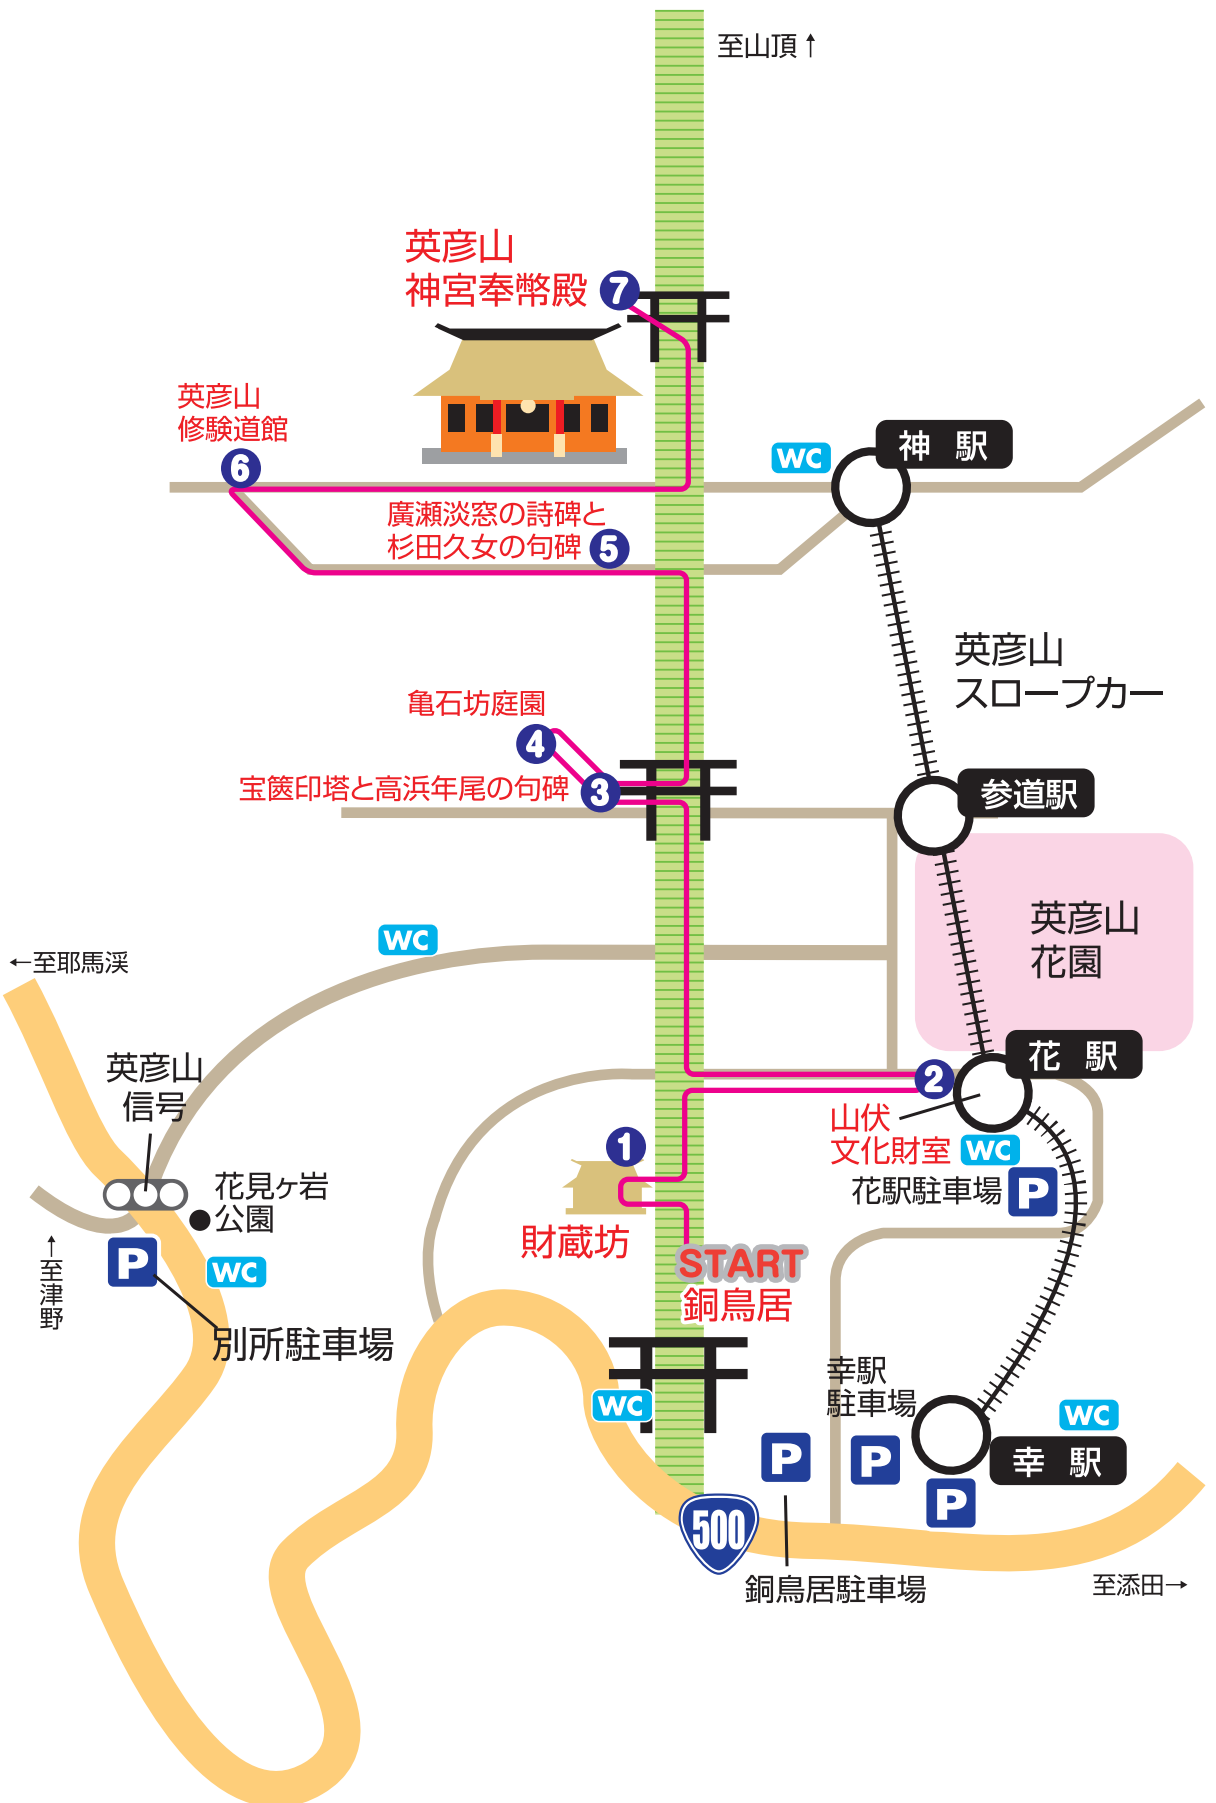 至山頂↑
英彦山
神宮奉幣殿
7
英彦山
修験道館
6
WC
神駅
廣瀬淡窓の詩碑と
杉田久女の句碑
5
英彦山
スロープカー
亀石坊庭園
4
宝篋印塔と高浜年尾の句碑
3
参道駅
英彦山
花園
WC
←至耶馬渓
花駅
2
英彦山
信号
山伏
文化財室
WC
1
花駅駐車場
P
花見ヶ岩
公園
財蔵坊
START
銅鳥居
P
WC
←至津野
別所駐車場
幸駅
駐車場
WC
WC
幸駅
P
P
P
500
銅鳥居駐車場
至添田→